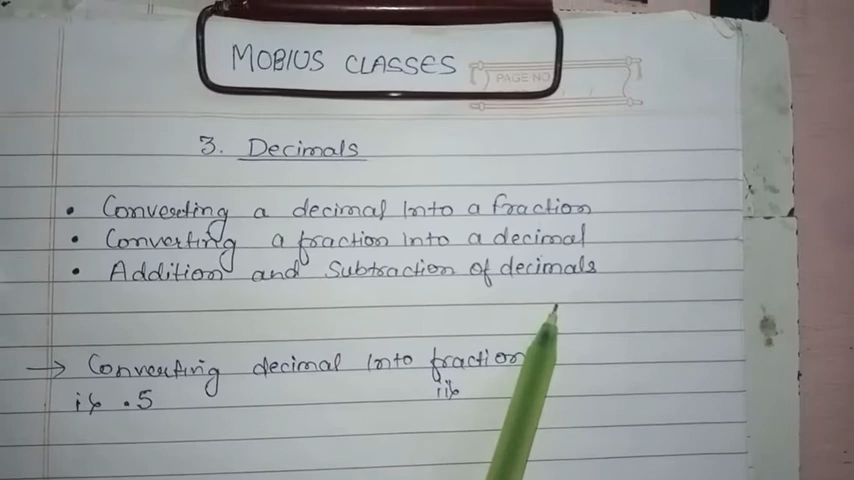 MOBIUS CLASSES
PAGE NO
3. Decimals
• Converting a decimal into a fraction
• Converting a fraction into a decimal
• Addition and Subtraction of decimals
→ Converting decimal into fraction
i⟩ .5 ii⟩